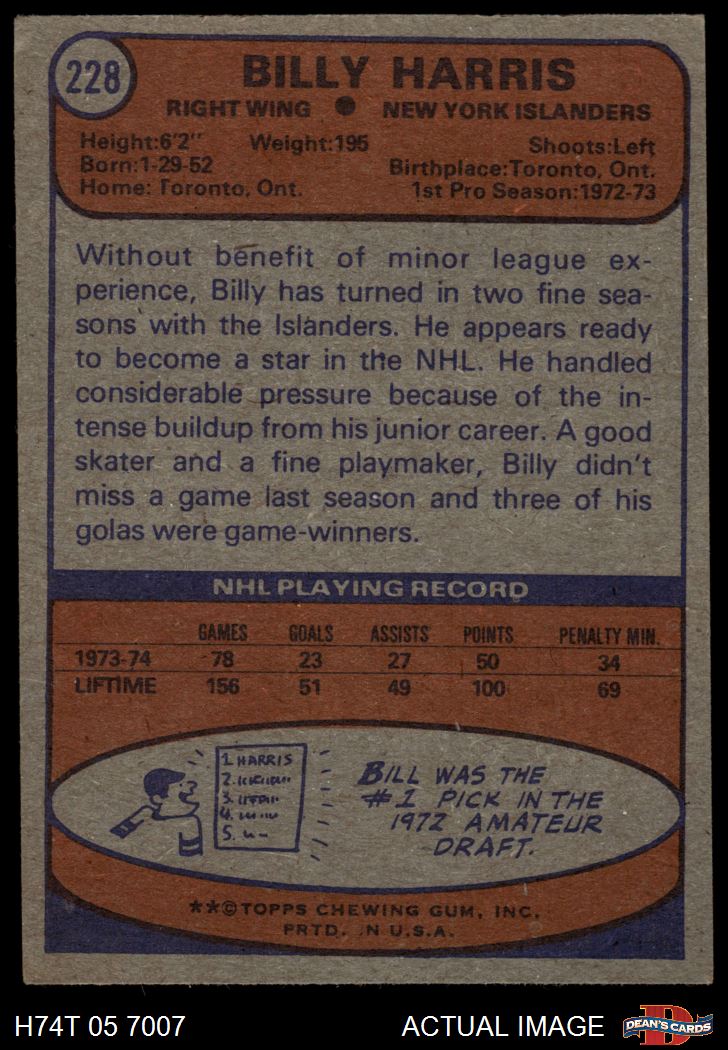 228
BILLY HARRIS
RIGHT WING ● NEW YORK ISLANDERS
Height:6'2" Weight:195 Shoots:Left
Born:1-29-52 Birthplace:Toronto, Ont.
Home: Toronto, Ont. 1st Pro Season:1972-73
Without benefit of minor league ex-
perience, Billy has turned in two fine sea-
sons with the Islanders. He appears ready
to become a star in the NHL. He handled
considerable pressure because of the in-
tense buildup from his junior career. A good
skater and a fine playmaker, Billy didn't
miss a game last season and three of his
golas were game-winners.
NHL PLAYING RECORD
GAMES GOALS ASSISTS POINTS PENALTY MIN.
1973-74 78 23 27 50 34
LIFTIME 156 51 49 100 69
1. HARRIS
2.
3.
4.
5.
BILL WAS THE
#1 PICK IN THE
1972 AMATEUR
DRAFT.
**©TOPPS CHEWING GUM, INC.
PRTD. IN U.S.A.
H74T 05 7007 ACTUAL IMAGE DEAN'S CARDS